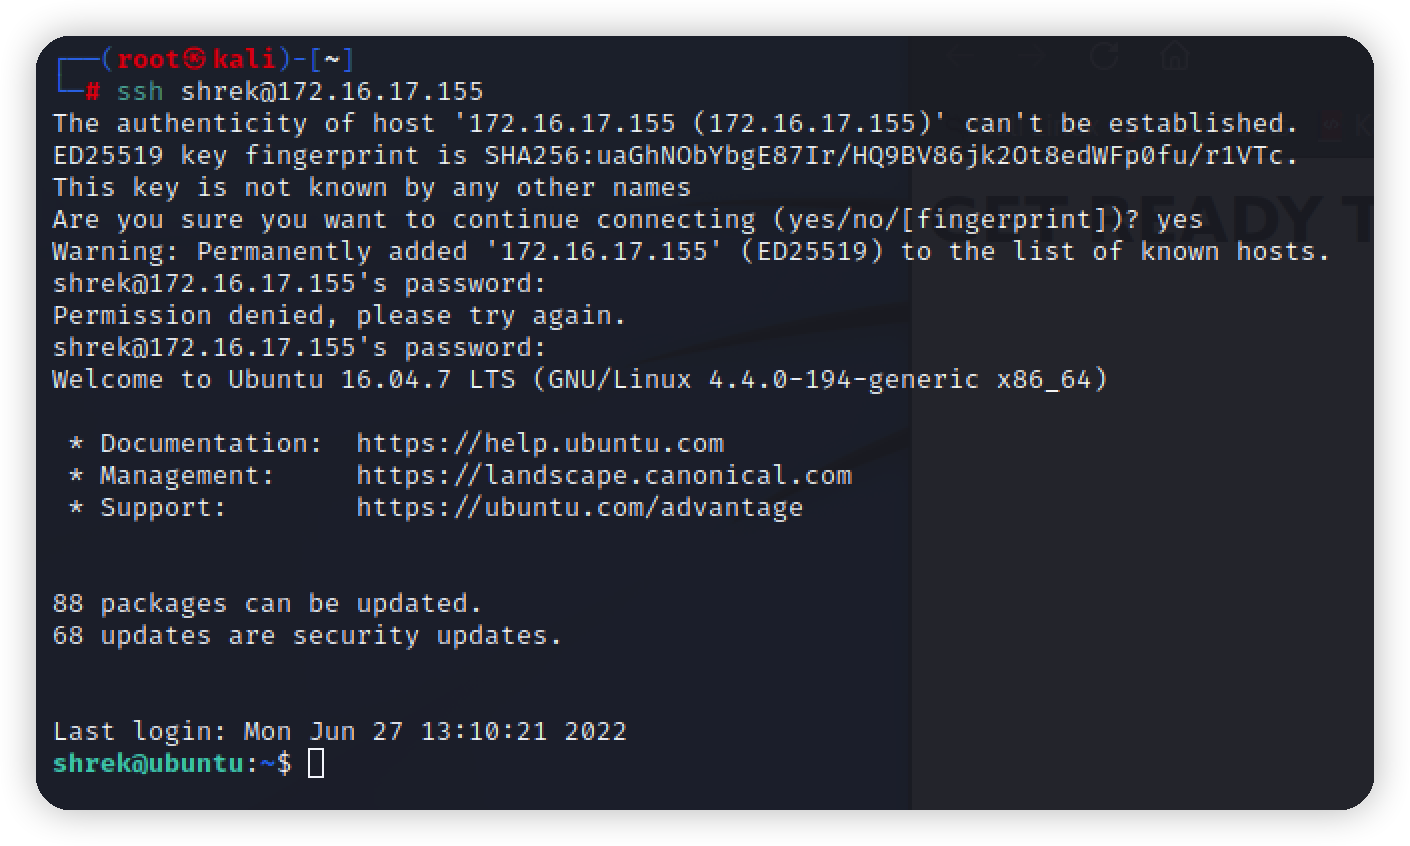 (root㉿kali)-[~]
# ssh shrek@172.16.17.155
The authenticity of host '172.16.17.155 (172.16.17.155)' can't be established.
ED25519 key fingerprint is SHA256:uaGhNObYbgE87Ir/HQ9BV86jk2Ot8edWFp0fu/r1VTc.
This key is not known by any other names
Are you sure you want to continue connecting (yes/no/[fingerprint])? yes
Warning: Permanently added '172.16.17.155' (ED25519) to the list of known hosts.
shrek@172.16.17.155's password:
Permission denied, please try again.
shrek@172.16.17.155's password:
Welcome to Ubuntu 16.04.7 LTS (GNU/Linux 4.4.0-194-generic x86_64)
 * Documentation:  https://help.ubuntu.com
 * Management:     https://landscape.canonical.com
 * Support:        https://ubuntu.com/advantage
88 packages can be updated.
68 updates are security updates.
Last login: Mon Jun 27 13:10:21 2022
shrek@ubuntu:~$
GET READY T